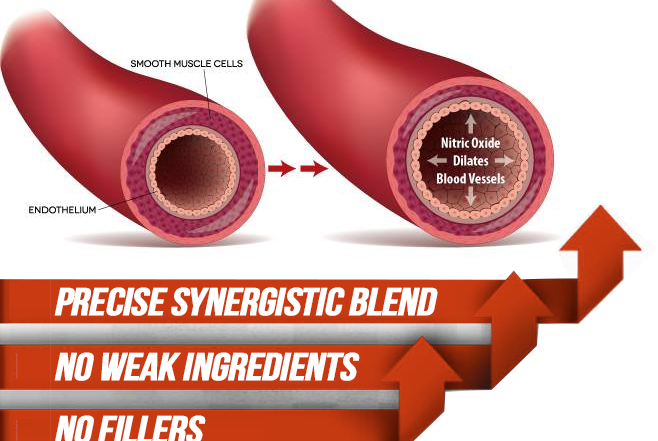 SMOOTH MUSCLE CELLS
ENDOTHELIUM
Nitric Oxide
Dilates
Blood Vessels
PRECISE SYNERGISTIC BLEND
NO WEAK INGREDIENTS
NO FILLERS